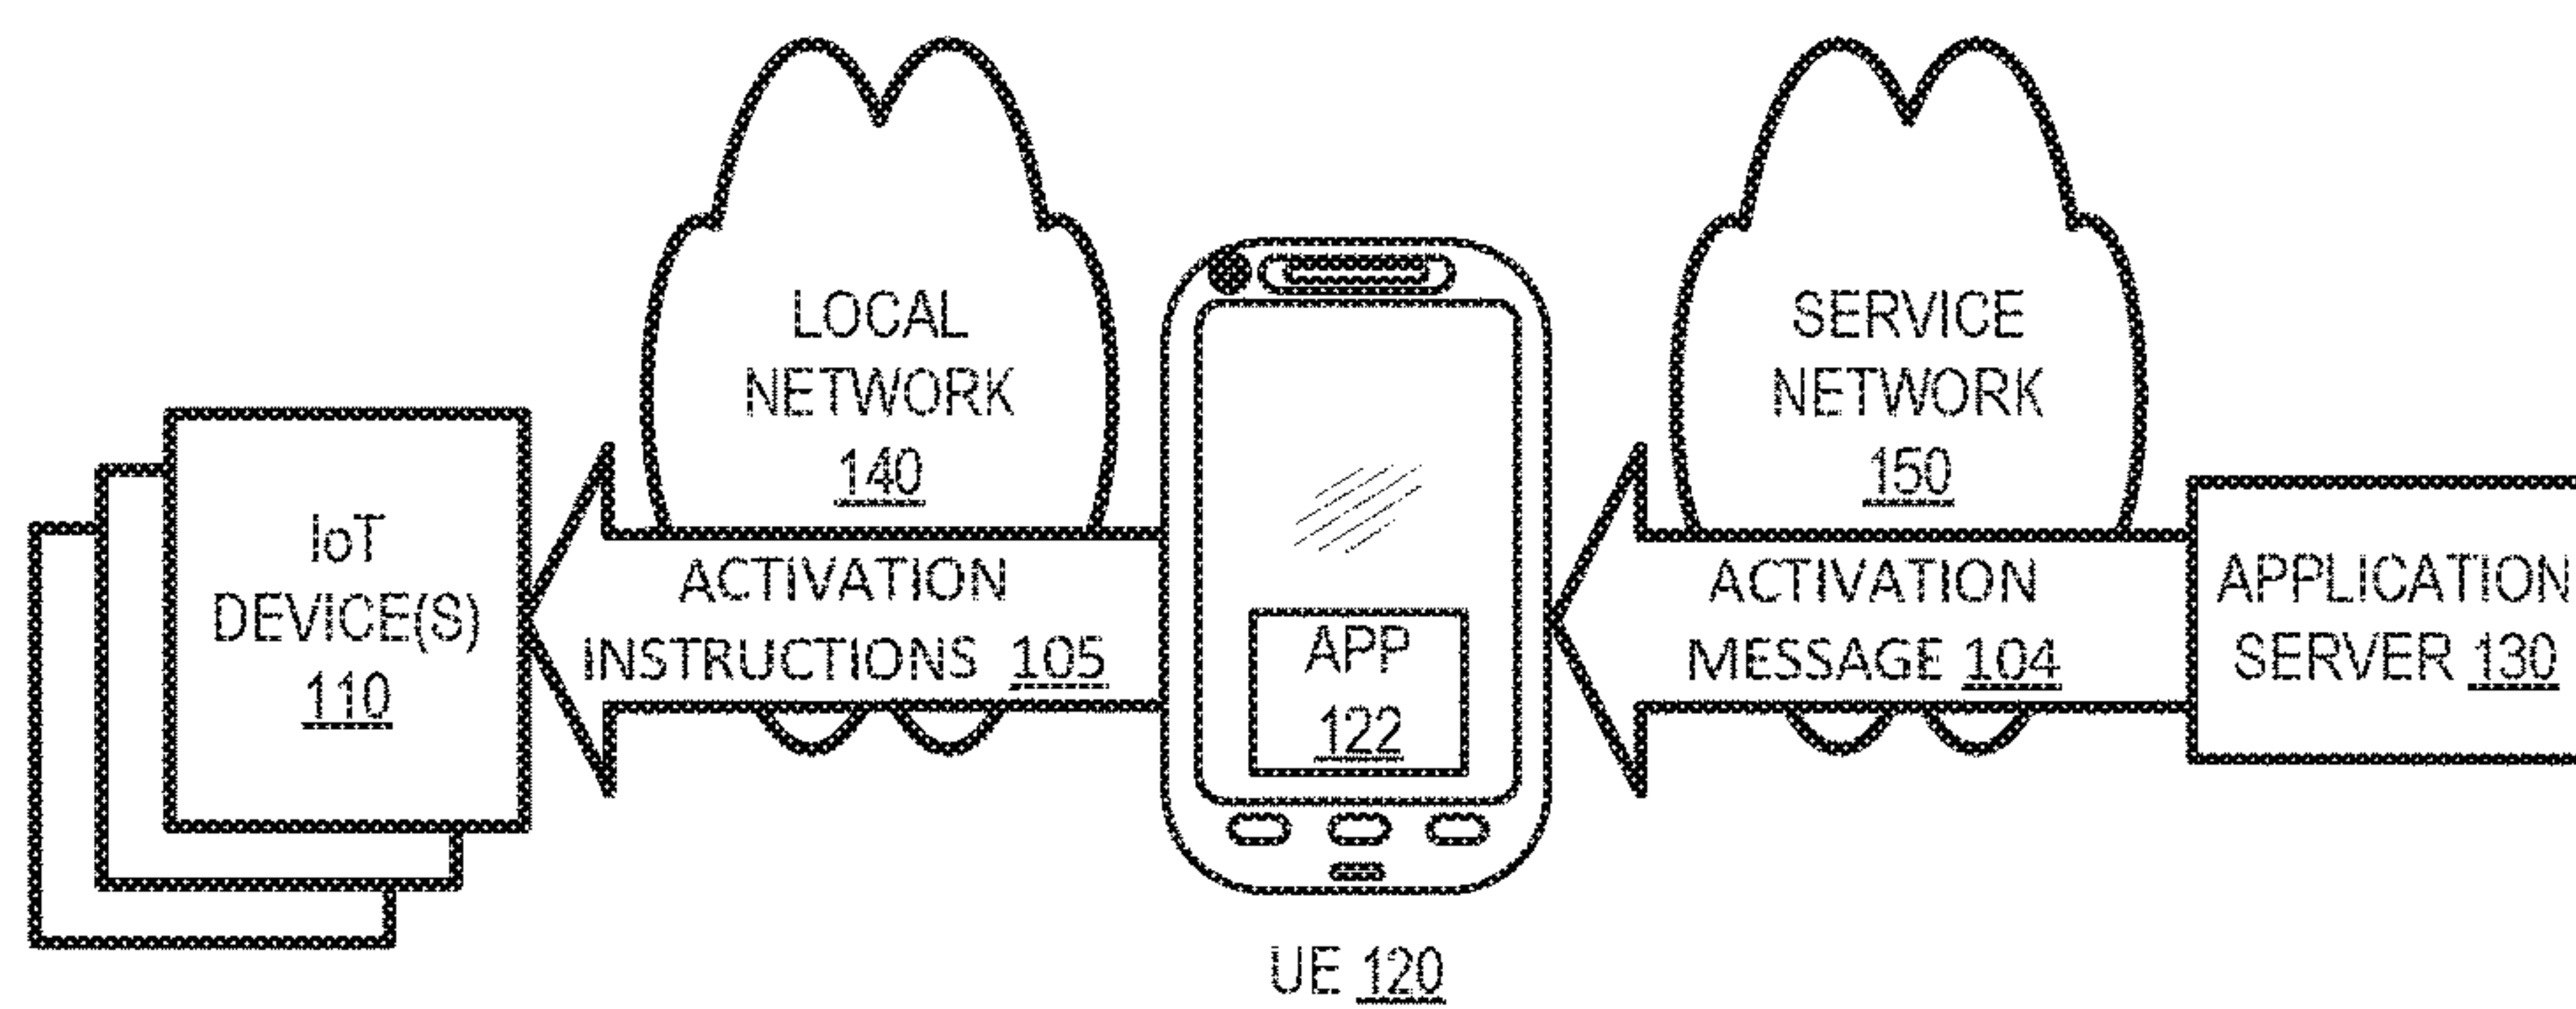 LOCAL
NETWORK
140
SERVICE
NETWORK
150
IoT
DEVICE(S)
110
ACTIVATION
INSTRUCTIONS 105
APP
122
ACTIVATION
MESSAGE 104
APPLICATION
SERVER 130
UE 120